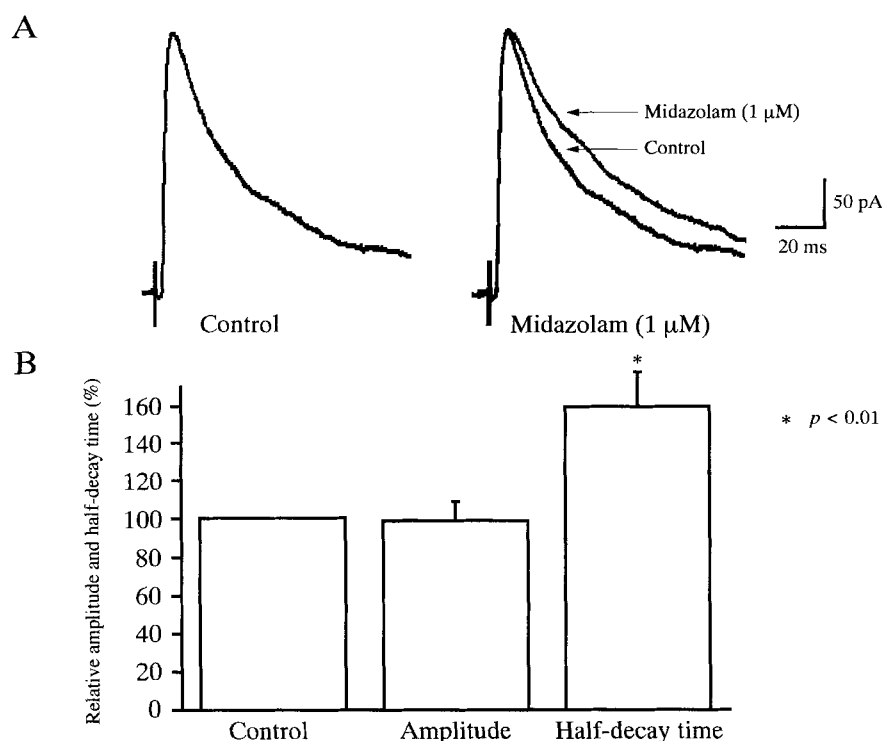 A
Midazolam (1 µM)
Control
50 pA
20 ms
Control
Midazolam (1 µM)
B
Relative amplitude and half-decay time (%)
160
140
120
100
80
60
40
20
0
*
* p < 0.01
Control
Amplitude
Half-decay time